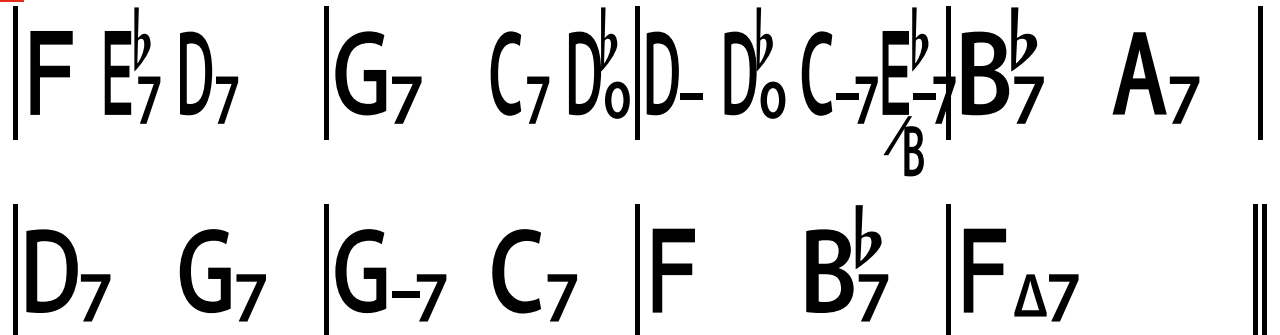 | F E♭7 D7 | G7 C7 D♭o | D– D♭o C–7 E♭–7/B | B♭7 A7 |
| D7 G7 | G–7 C7 | F B♭7 | FΔ7 ||